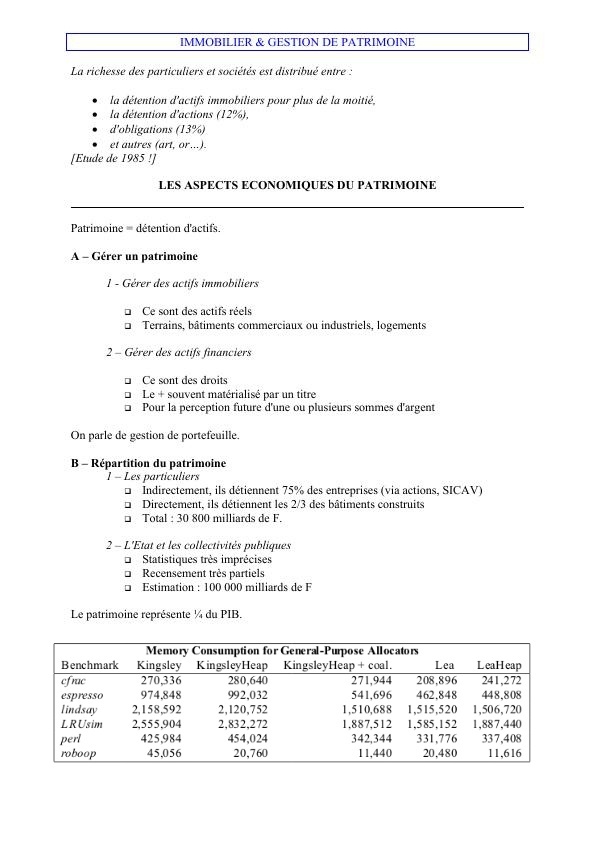 IMMOBILIER & GESTION DE PATRIMOINE
La richesse des particuliers et sociétés est distribué entre :
• la détention d'actifs immobiliers pour plus de la moitié,
• la détention d'actions (12%),
• d'obligations (13%)
• et autres (art, or…).
[Etude de 1985 !]
LES ASPECTS ECONOMIQUES DU PATRIMOINE
Patrimoine = détention d'actifs.
A – Gérer un patrimoine
1 - Gérer des actifs immobiliers
❑ Ce sont des actifs réels
❑ Terrains, bâtiments commerciaux ou industriels, logements
2 – Gérer des actifs financiers
❑ Ce sont des droits
❑ Le + souvent matérialisé par un titre
❑ Pour la perception future d'une ou plusieurs sommes d'argent
On parle de gestion de portefeuille.
B – Répartition du patrimoine
1 – Les particuliers
❑ Indirectement, ils détiennent 75% des entreprises (via actions, SICAV)
❑ Directement, ils détiennent les 2/3 des bâtiments construits
❑ Total : 30 800 milliards de F.
2 – L'Etat et les collectivités publiques
❑ Statistiques très imprécises
❑ Recensement très partiels
❑ Estimation : 100 000 milliards de F
Le patrimoine représente ¼ du PIB.
Memory Consumption for General-Purpose Allocators
Benchmark Kingsley KingsleyHeap KingsleyHeap + coal. Lea LeaHeap
cfrac 270,336 280,640 271,944 208,896 241,272
espresso 974,848 992,032 541,696 462,848 448,808
lindsay 2,158,592 2,120,752 1,510,688 1,515,520 1,506,720
LRUsim 2,555,904 2,832,272 1,887,512 1,585,152 1,887,440
perl 425,984 454,024 342,344 331,776 337,408
roboop 45,056 20,760 11,440 20,480 11,616